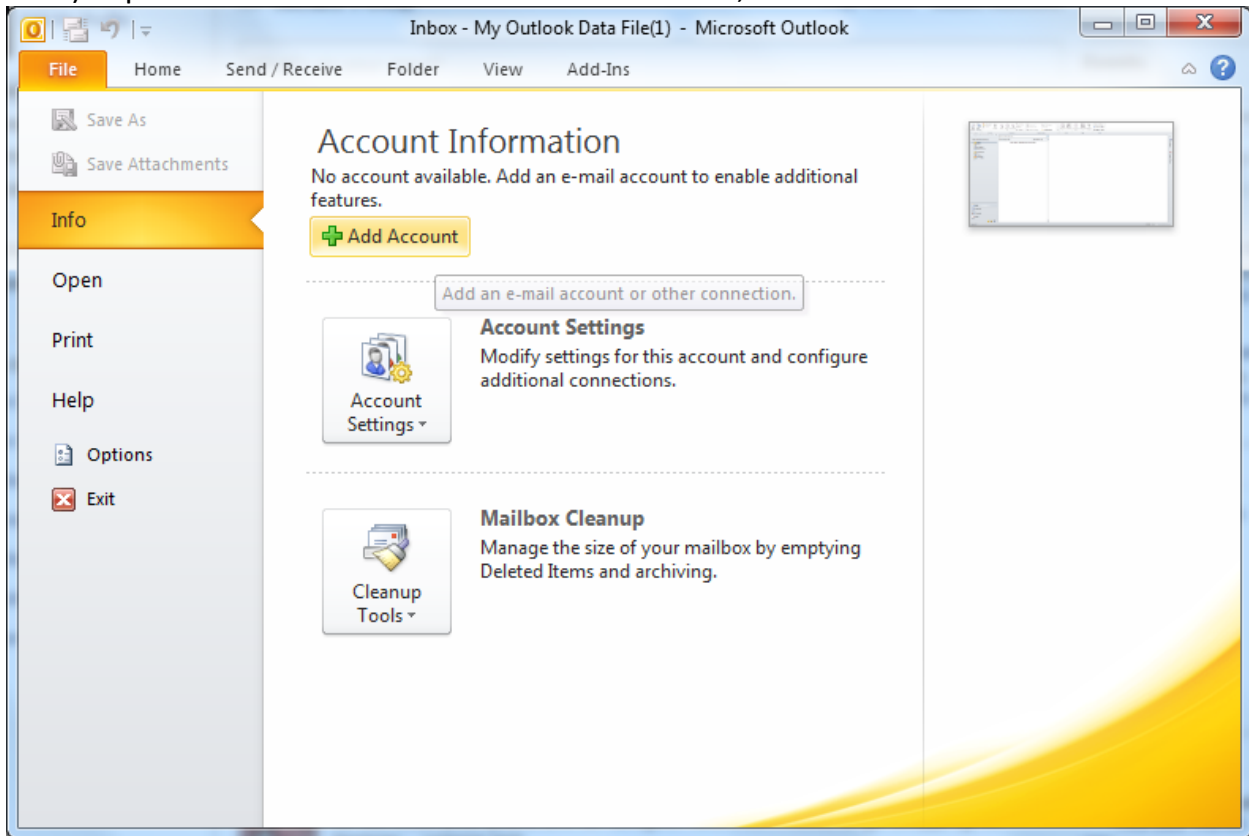 Inbox - My Outlook Data File(1) - Microsoft Outlook
File Home Send / Receive Folder View Add-Ins
Save As
Save Attachments
Info
Open
Print
Help
Options
Exit
Account Information
No account available. Add an e-mail account to enable additional
features.
Add Account
Add an e-mail account or other connection.
Account
Settings
Account Settings
Modify settings for this account and configure
additional connections.
Cleanup
Tools
Mailbox Cleanup
Manage the size of your mailbox by emptying
Deleted Items and archiving.